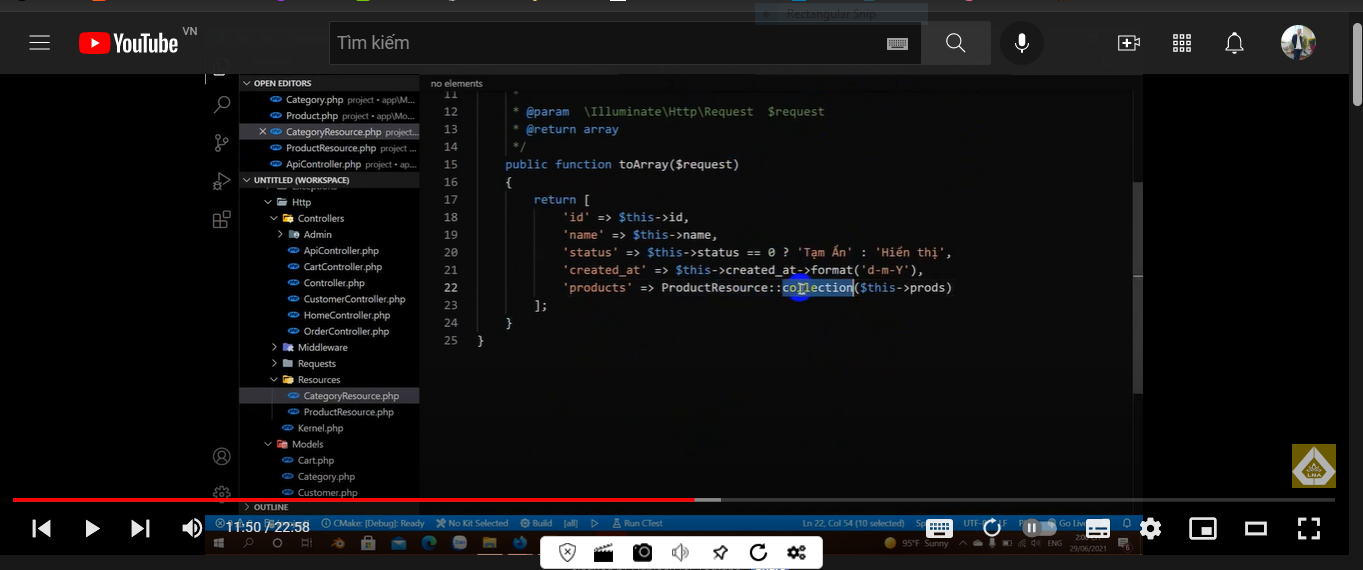 Rectangular Snip
YouTube VN
Tìm kiếm
OPEN EDITORS
Category.php project • app\M...
Product.php project • app\Mo...
CategoryResource.php project...
ProductResource.php project ...
ApiController.php project • ap...
UNTITLED (WORKSPACE)
Exceptions
Http
Controllers
Admin
ApiController.php
CartController.php
Controller.php
CustomerController.php
HomeController.php
OrderController.php
Middleware
Requests
Resources
CategoryResource.php
ProductResource.php
Kernel.php
Models
Cart.php
Category.php
Customer.php
OUTLINE
no elements
11 *
12 * @param \Illuminate\Http\Request $request
13 * @return array
14 */
15 public function toArray($request)
16 {
17 return [
18 'id' => $this->id,
19 'name' => $this->name,
20 'status' => $this->status == 0 ? 'Tạm Ẩn' : 'Hiển thị',
21 'created_at' => $this->created_at->format('d-m-Y'),
22 'products' => ProductResource::collection($this->prods)
23 ];
24 }
25 }
LNA
11:50 / 22:58
CMake: [Debug]: Ready
No Kit Selected
Build
[all]
Run CTest
Ln 22, Col 54 (10 selected)
UTF-
Go Live
95°F Sunny
ENG
29/06/2021
6